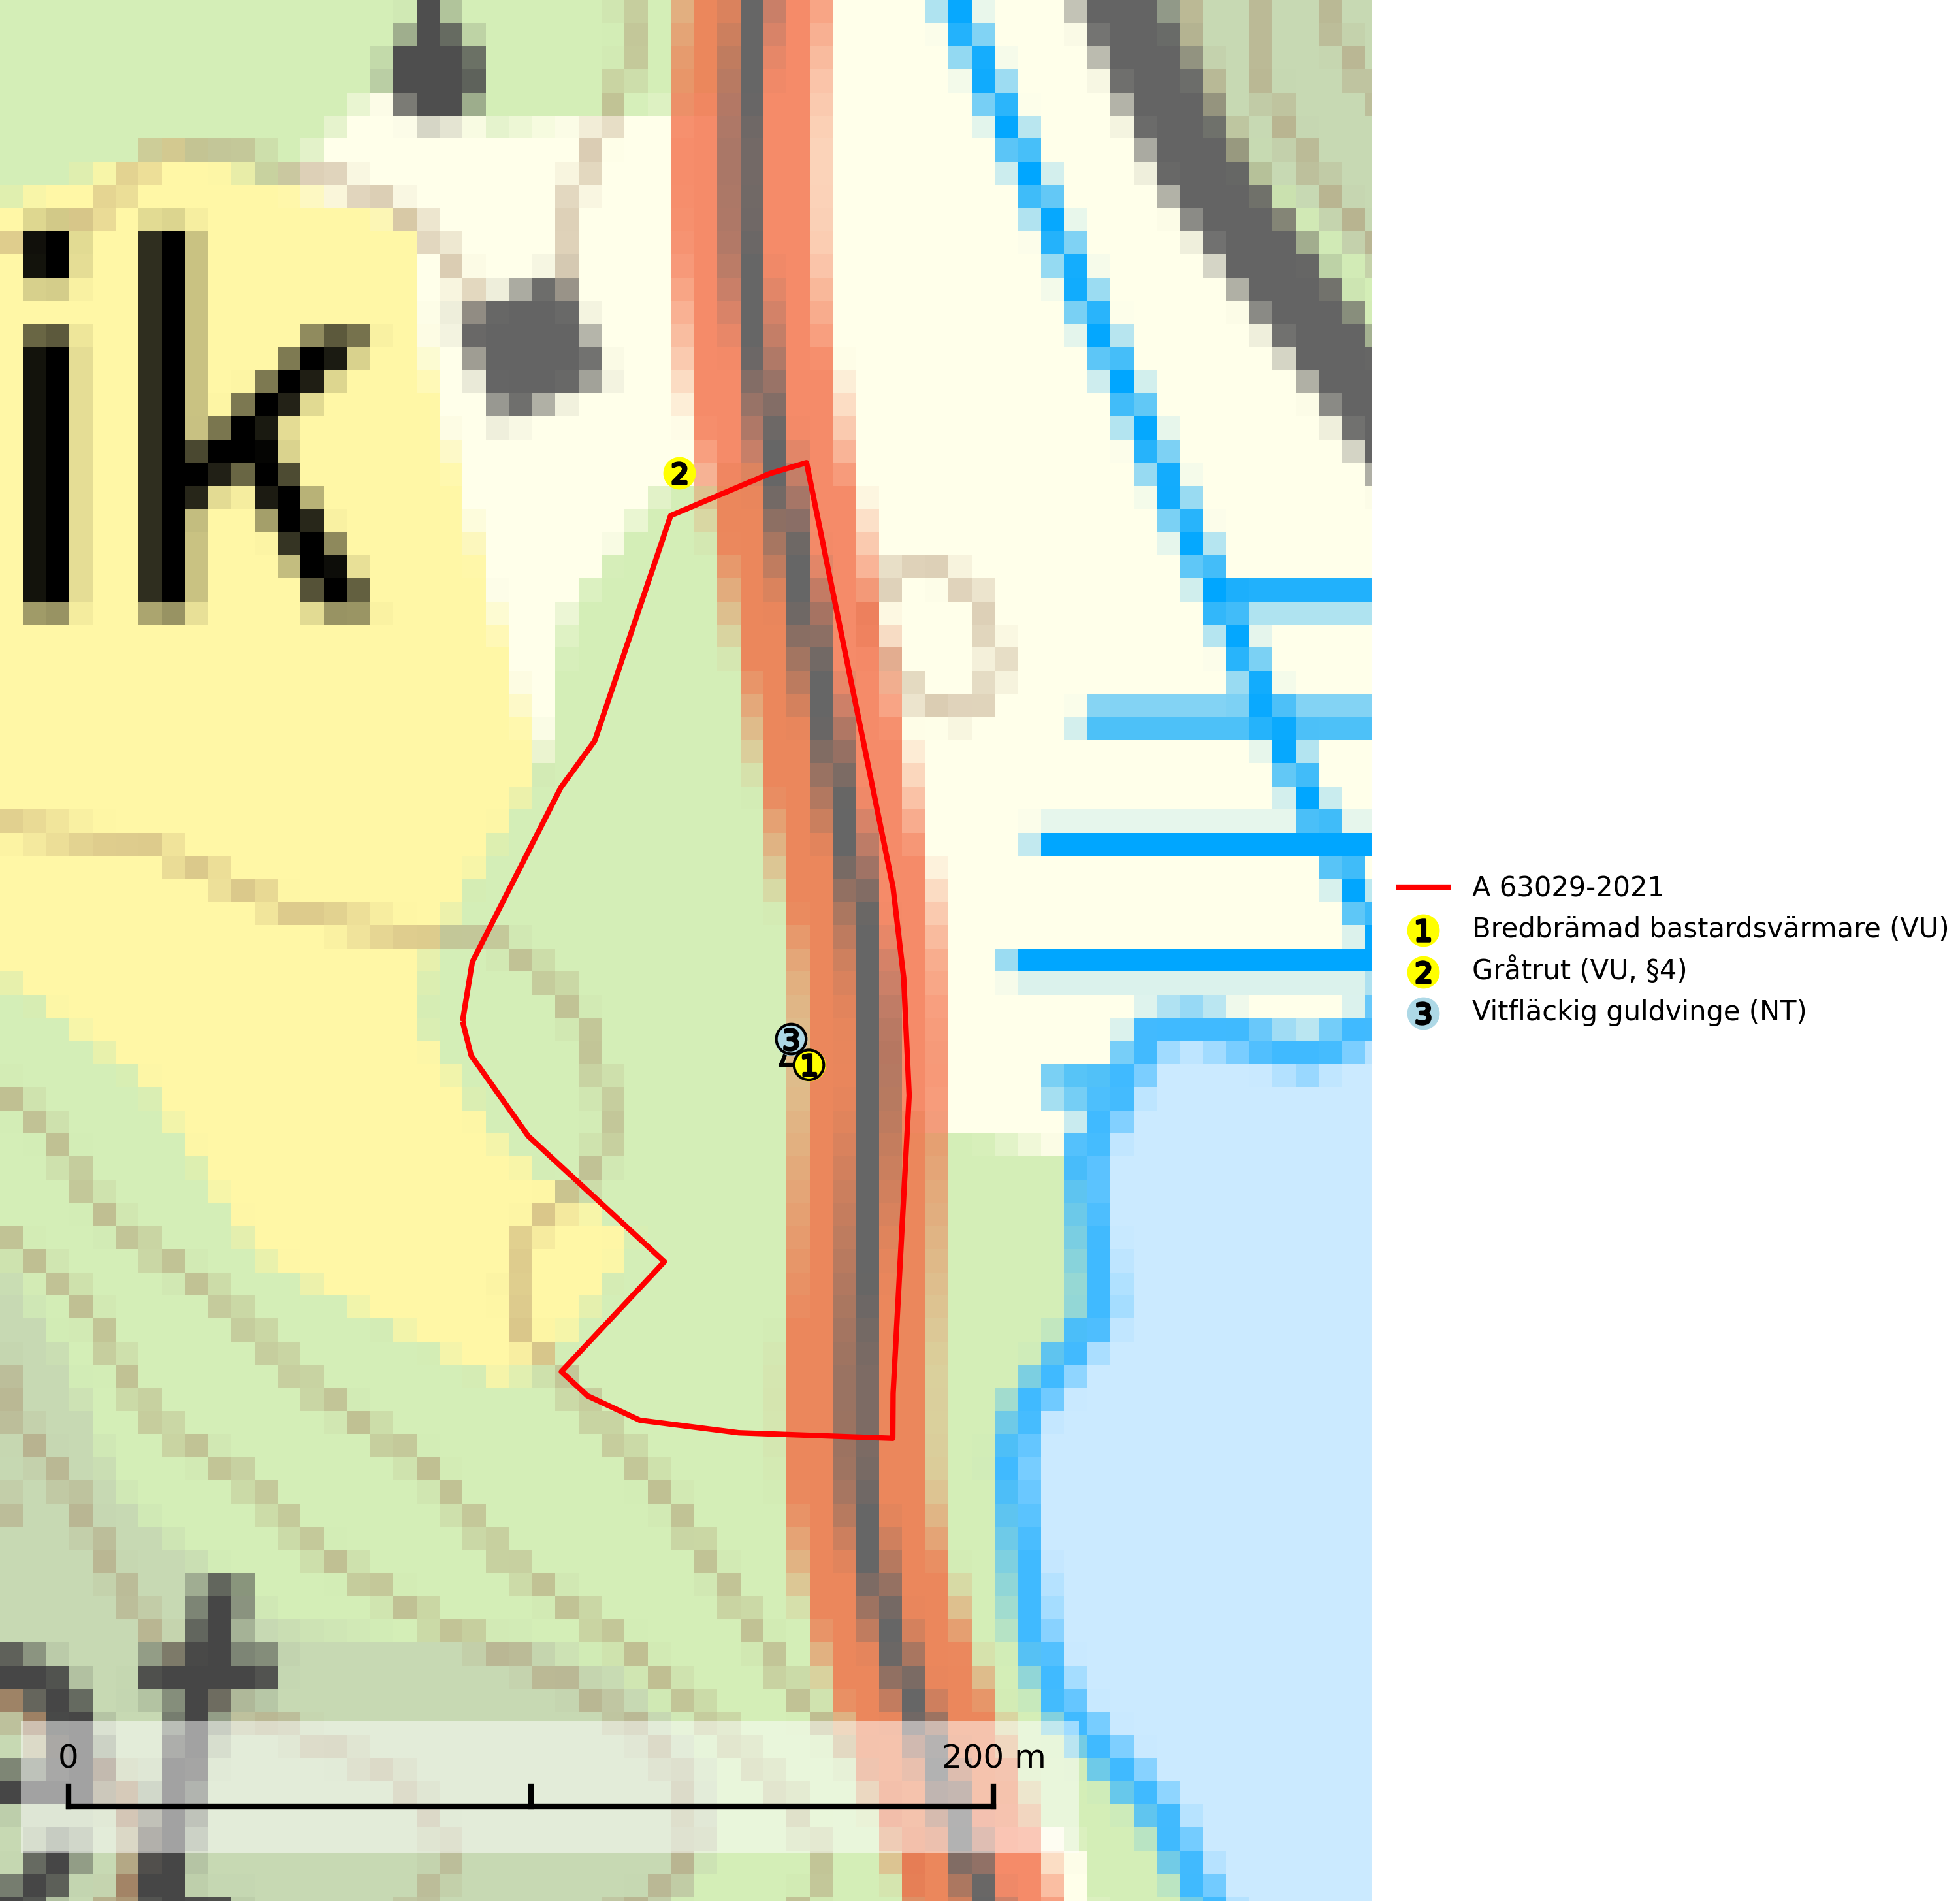 ik
2
3
1
A 63029-2021
1 Bredbrämad bastardsvärmare (VU)
2 Gråtrut (VU, §4)
3 Vitfläckig guldvinge (NT)
0 200 m